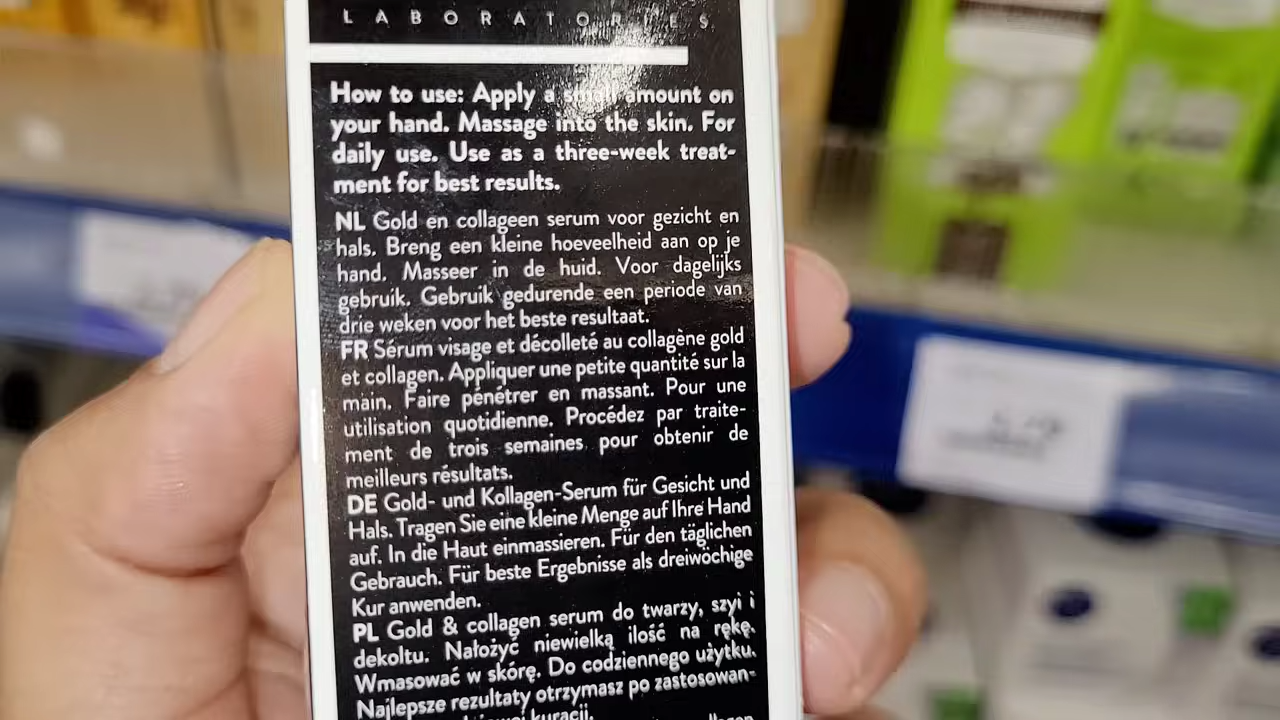 LABORATORIES
How to use: Apply a small amount on
your hand. Massage into the skin. For
daily use. Use as a three-week treat-
ment for best results.
NL Gold en collageen serum voor gezicht en
hals. Breng een kleine hoeveelheid aan op je
hand. Masseer in de huid. Voor dagelijks
gebruik. Gebruik gedurende een periode van
drie weken voor het beste resultaat.
FR Sérum visage et décolleté au collagène gold
et collagen. Appliquer une petite quantité sur la
main. Faire pénétrer en massant. Pour une
utilisation quotidienne. Procédez par traite-
ment de trois semaines pour obtenir de
meilleurs résultats.
DE Gold- und Kollagen-Serum für Gesicht und
Hals. Tragen Sie eine kleine Menge auf Ihre Hand
auf. In die Haut einmassieren. Für den täglichen
Gebrauch. Für beste Ergebnisse als dreiwöchige
Kur anwenden.
PL Gold & collagen serum do twarzy, szyi i
dekoltu. Nałożyć niewielką ilość na rękę.
Wmasować w skórę. Do codziennego użytku.
Najlepsze rezultaty otrzymasz po zastosowan-
kuracji.